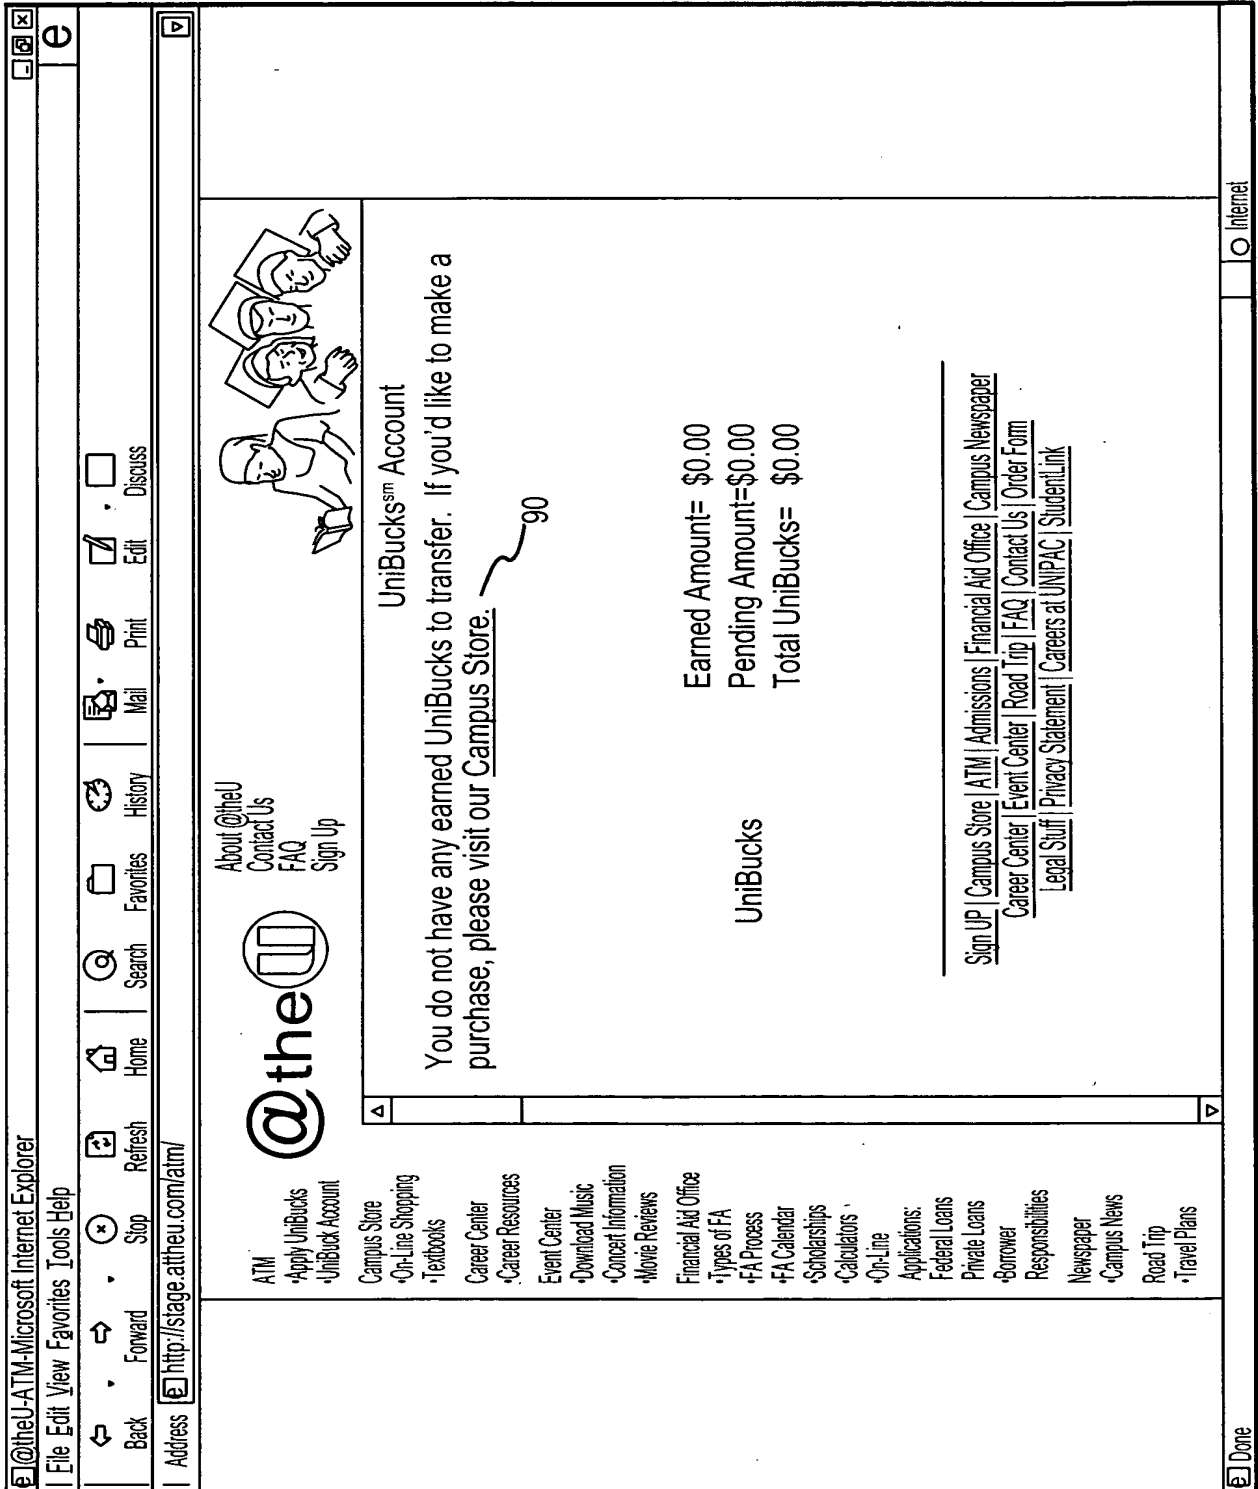 @theU-ATM-Microsoft Internet Explorer
File Edit View Favorites Tools Help
Back Forward Stop Refresh Home Search Favorites History Mail Print Edit Discuss
Address http://stage.attheu.com/atm/
@the U
About @theU
Contact Us
FAQ
Sign Up
ATM
•Apply UniBucks
•UniBuck Account
Campus Store
•On-Line Shopping
•Textbooks
Career Center
•Career Resources
Event Center
•Download Music
•Concert Information
•Movie Reviews
Financial Aid Office
•Types of FA
•FA Process
•FA Calendar
•Scholarships
•Calculators
•On-Line
Applications:
Federal Loans
Private Loans
•Borrower
Responsibilities
Newspaper
•Campus News
Road Trip
•Travel Plans
UniBucks℠ Account
You do not have any earned UniBucks to transfer. If you'd like to make a
purchase, please visit our Campus Store.
90
Earned Amount= $0.00
UniBucks Pending Amount=$0.00
Total UniBucks= $0.00
Sign UP | Campus Store | ATM | Admissions | Financial Aid Office | Campus Newspaper
Career Center | Event Center | Road Trip | FAQ | Contact Us | Order Form
Legal Stuff | Privacy Statement | Careers at UNIPAC | StudentLink
Done Internet